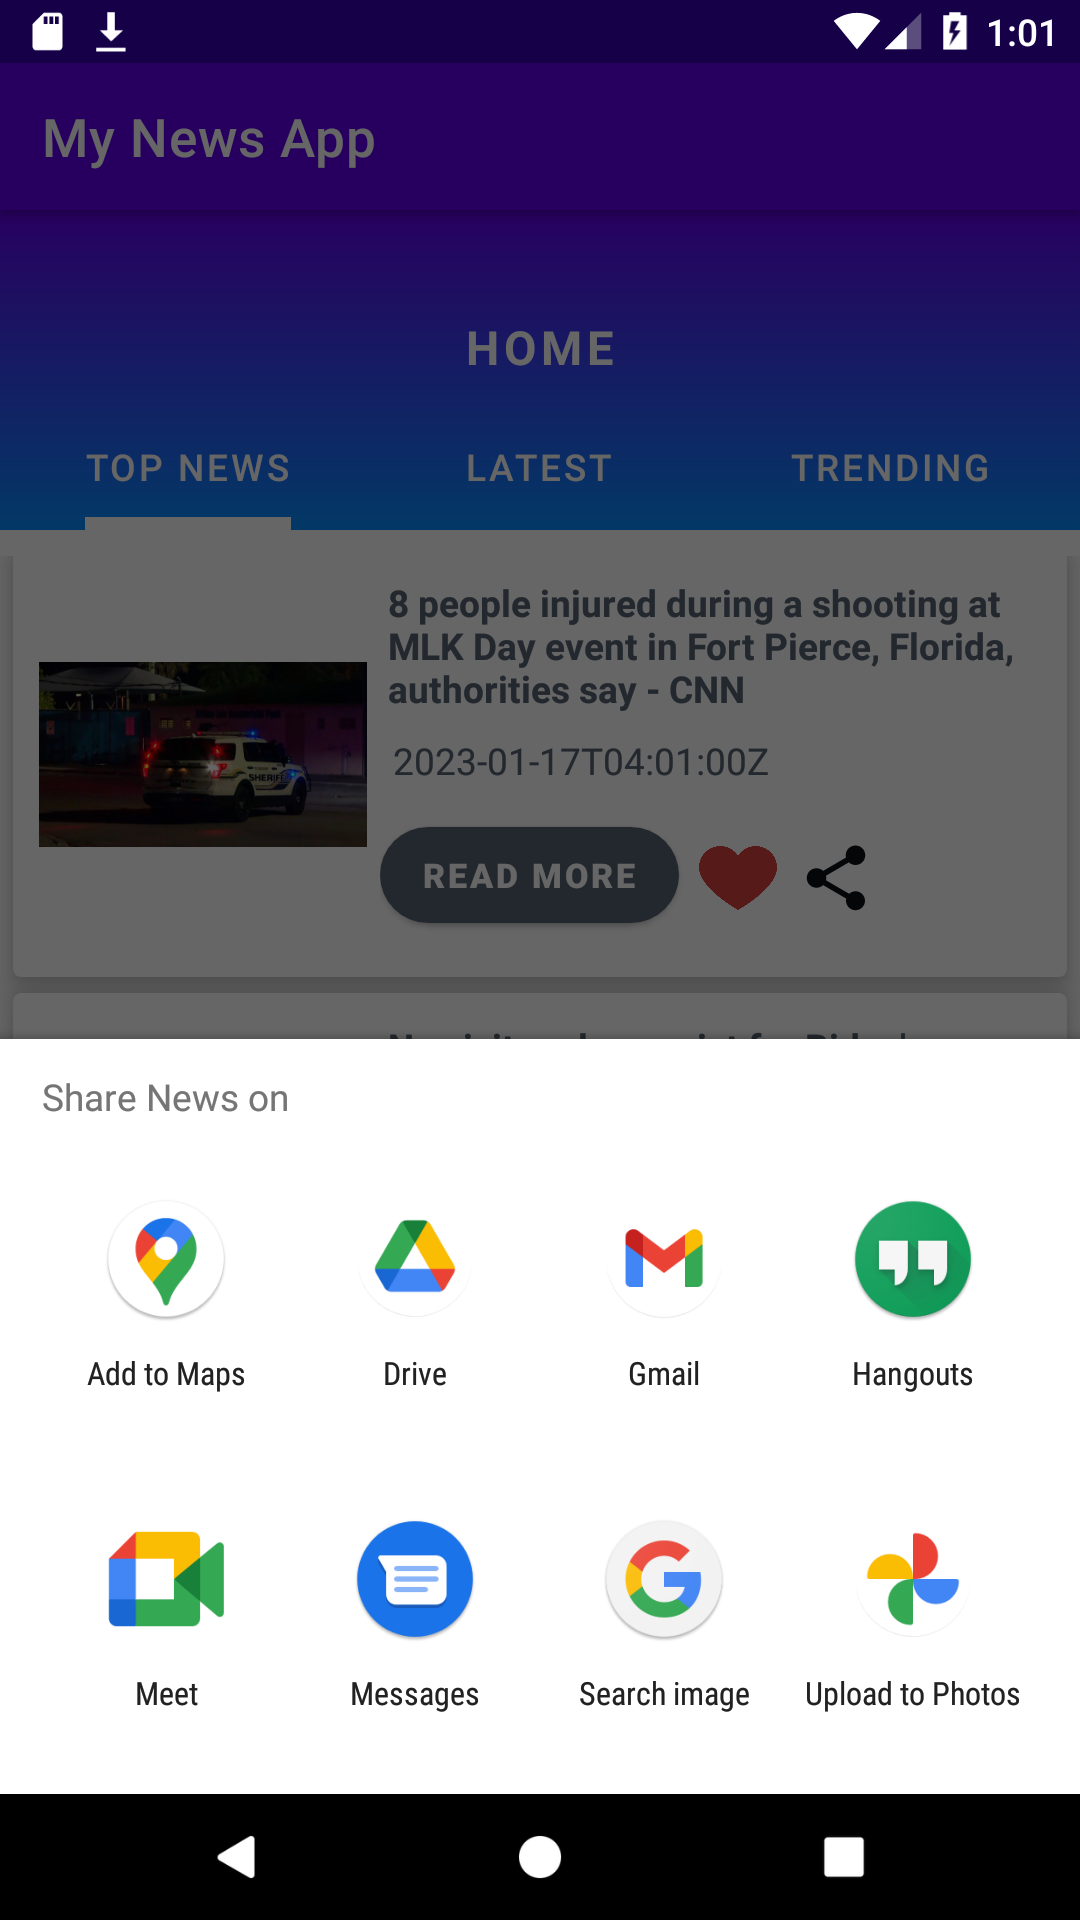 1:01
My News App
HOME
TOP NEWS LATEST TRENDING
8 people injured during a shooting at
MLK Day event in Fort Pierce, Florida,
authorities say - CNN
2023-01-17T04:01:00Z
SHERIFF
READ MORE
Share News on
Add to Maps Drive Gmail Hangouts
Meet Messages Search image Upload to Photos